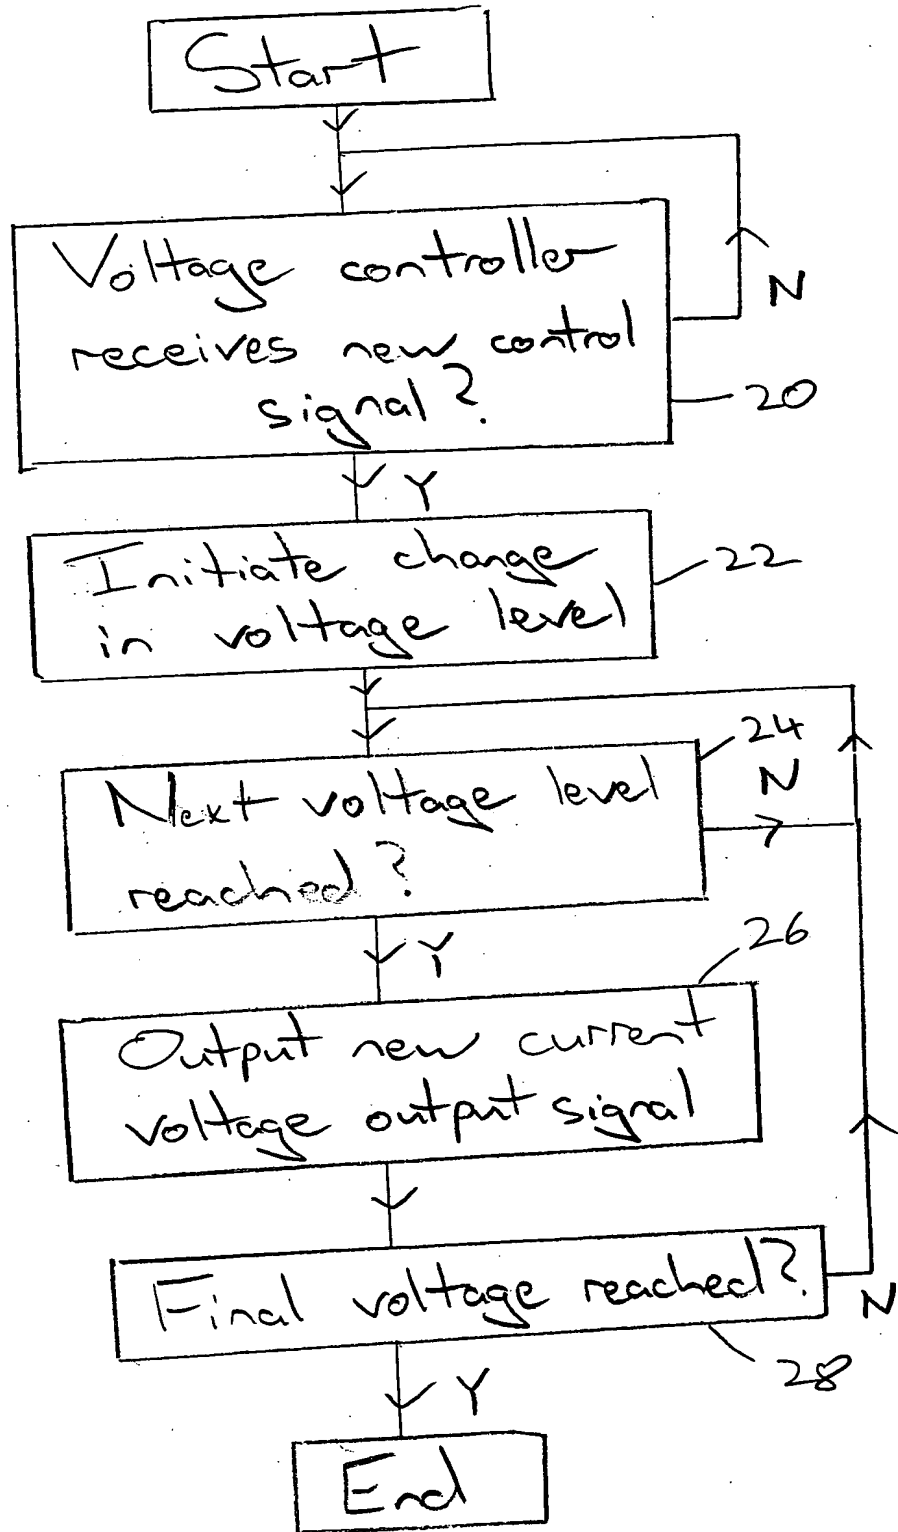 Start
N
Voltage controller
receives new control
signal?
20
Y
Initiate change
in voltage level
22
24
N
Next voltage level
reached?
Y
26
Output new current
voltage output signal
Final voltage reached?
N
28
Y
End